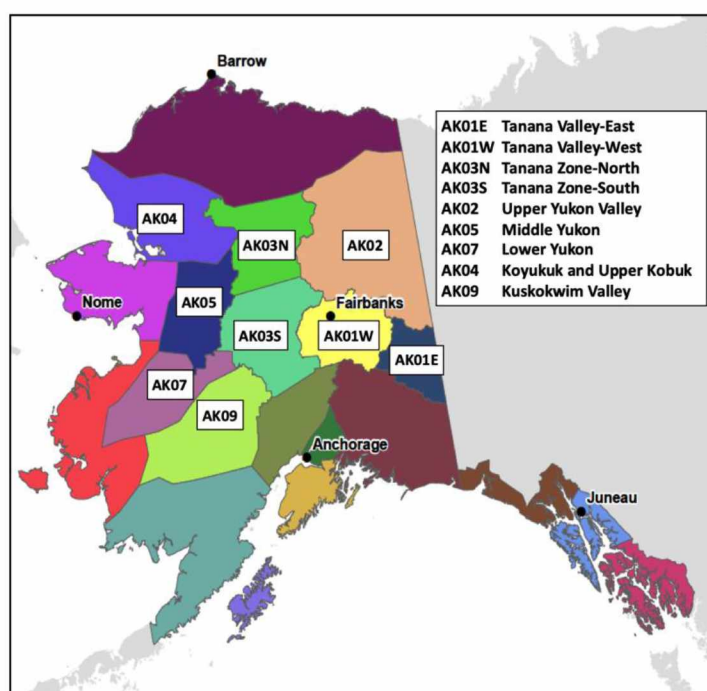 Barrow
AK01E Tanana Valley-East
AK01W Tanana Valley-West
AK03N Tanana Zone-North
AK03S Tanana Zone-South
AK02 Upper Yukon Valley
AK05 Middle Yukon
AK07 Lower Yukon
AK04 Koyukuk and Upper Kobuk
AK09 Kuskokwim Valley
AK04
AK03N
AK02
Nome
AK05
Fairbanks
AK03S
AK01W
AK01E
AK07
AK09
Anchorage
Juneau